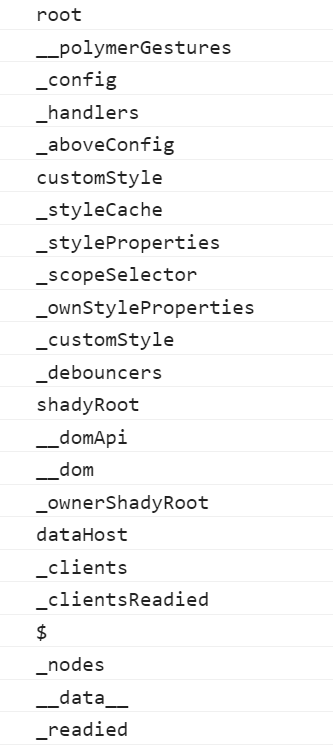 root
__polymerGestures
_config
_handlers
_aboveConfig
customStyle
_styleCache
_styleProperties
_scopeSelector
_ownStyleProperties
_customStyle
_debouncers
shadyRoot
__domApi
__dom
_ownerShadyRoot
dataHost
_clients
_clientsReadied
$
_nodes
__data__
_readied